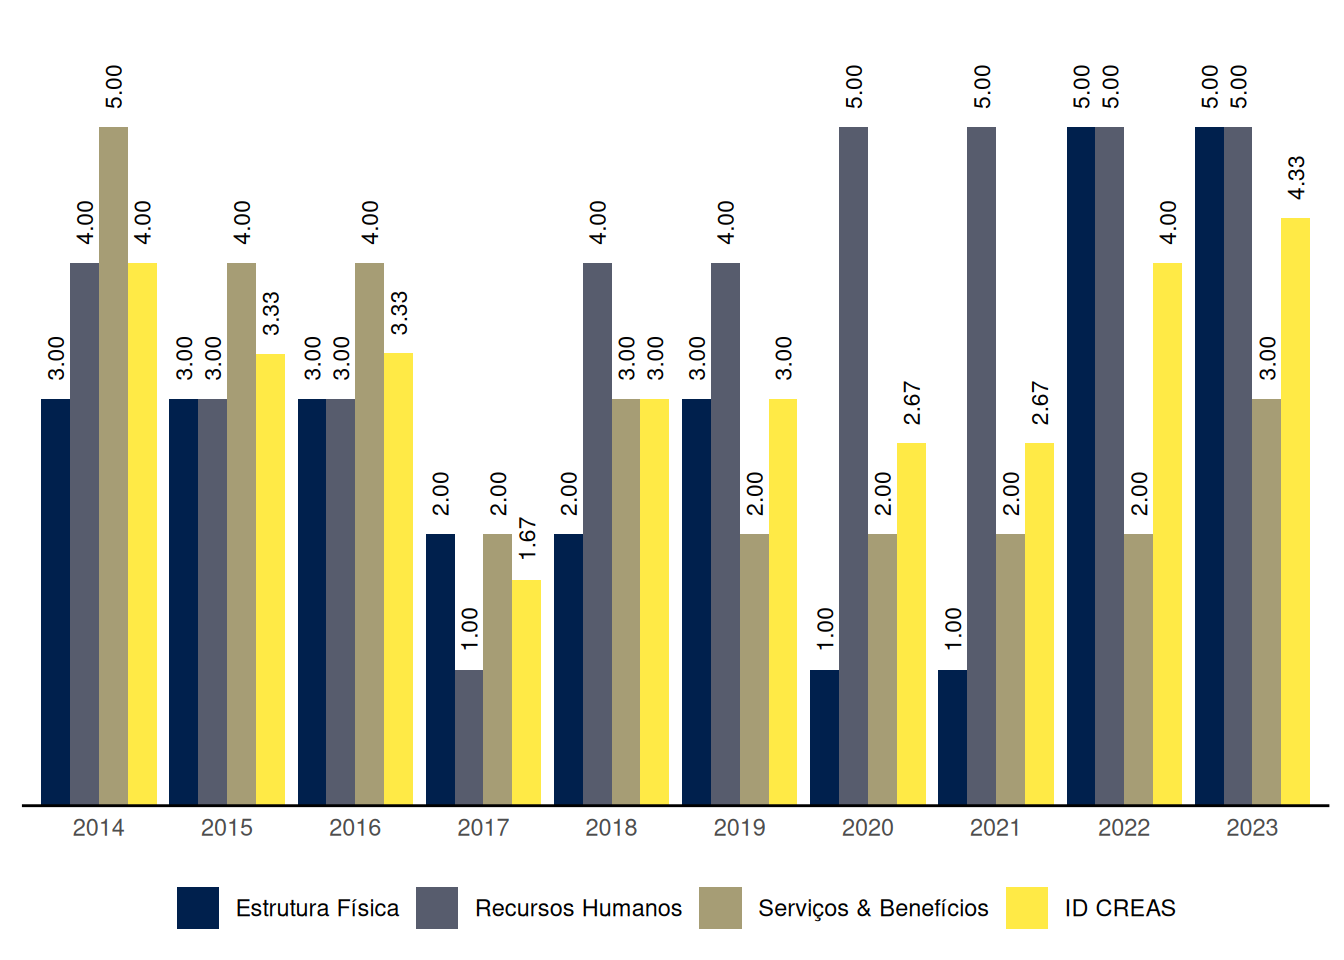 5.00 5.00 5.00 5.00 5.00 5.00 5.00
4.33
4.00 4.00 4.00 4.00 4.00 4.00 4.00
3.33 3.33
3.00 3.00 3.00 3.00 3.00 3.00 3.00 3.00 3.00 3.00
2.67 2.67
2.00 2.00 2.00 2.00 2.00 2.00 2.00
1.67
1.00 1.00 1.00
2014 2015 2016 2017 2018 2019 2020 2021 2022 2023
Estrutura Física Recursos Humanos Serviços & Benefícios ID CREAS